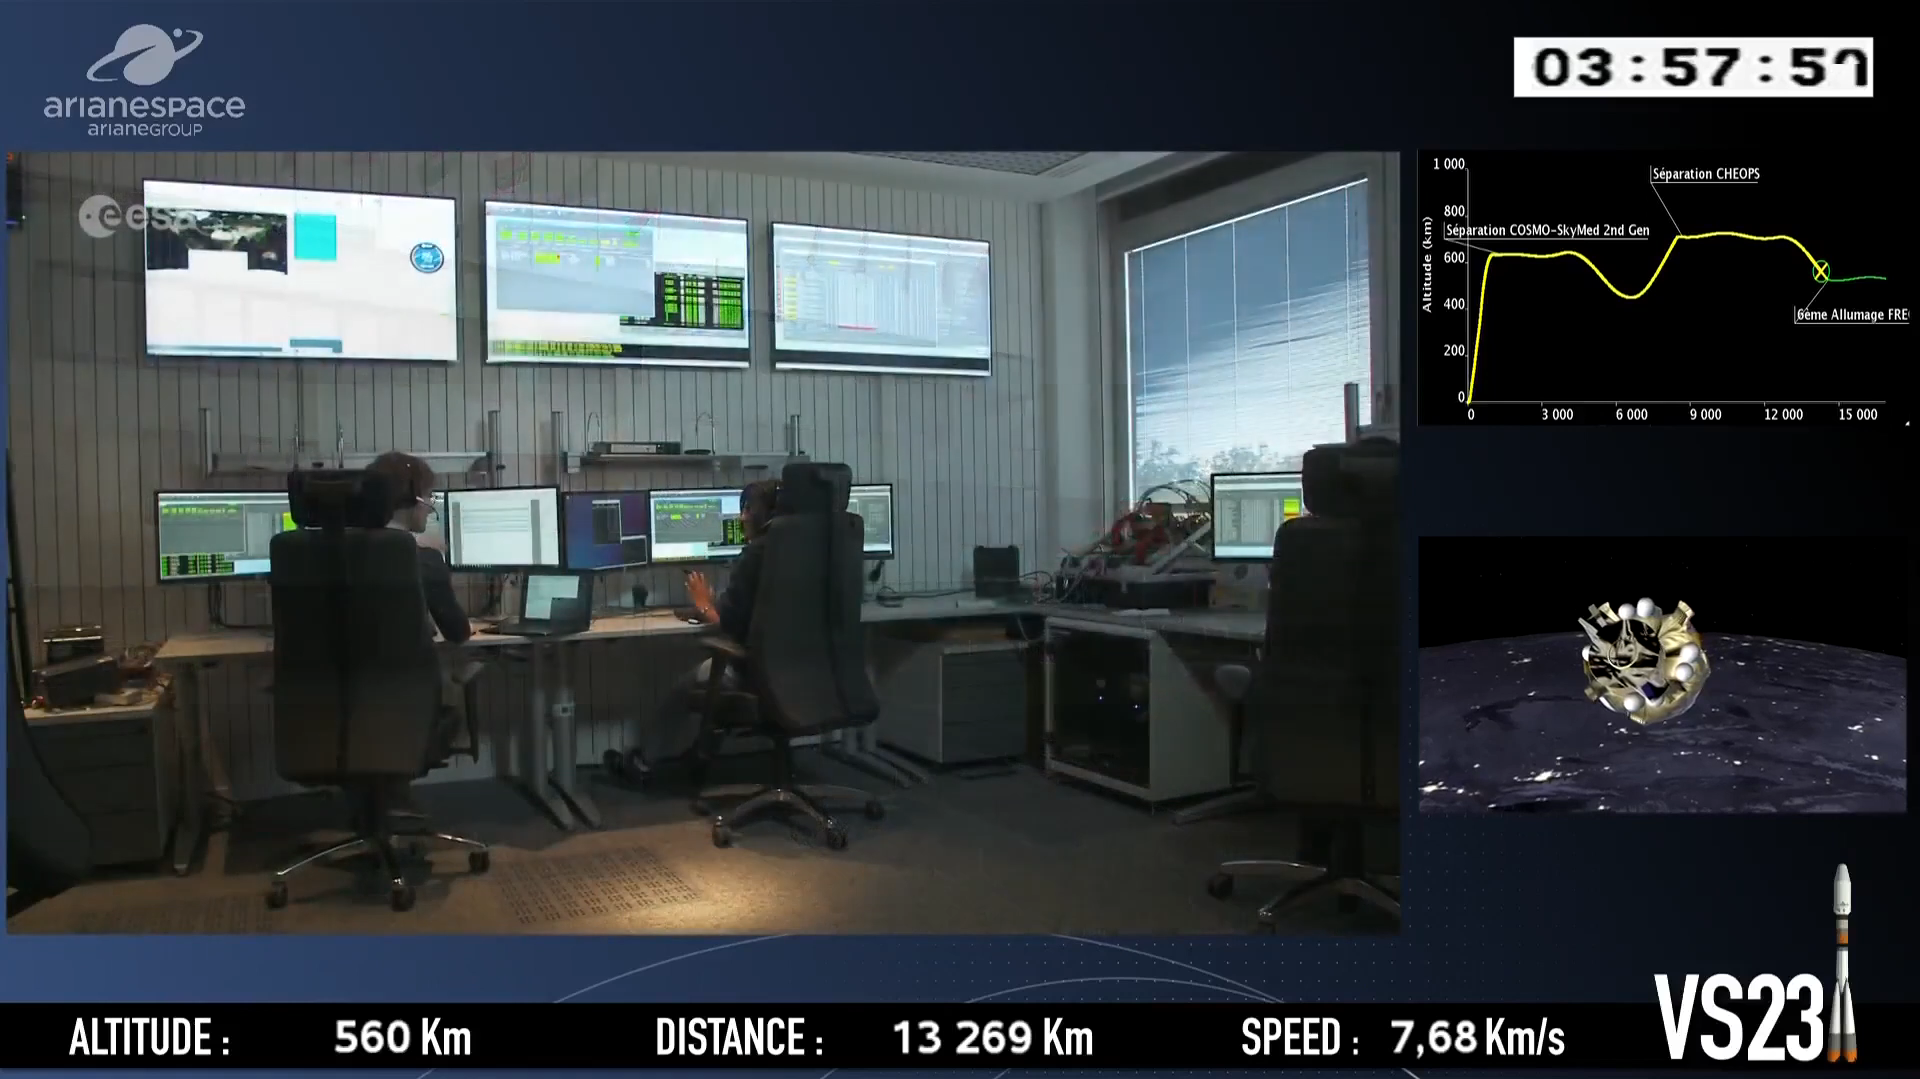 arianespace
arianeGROUP
03:57:5
esa
1 000
800
600
400
200
0
Altitude (km)
Séparation CHEOPS
Séparation COSMO-SkyMed 2nd Gen
6ème Allumage FRE
0 3 000 6 000 9 000 12 000 15 000
ALTITUDE : 560 Km DISTANCE : 13 269 Km SPEED : 7,68 Km/s
VS23